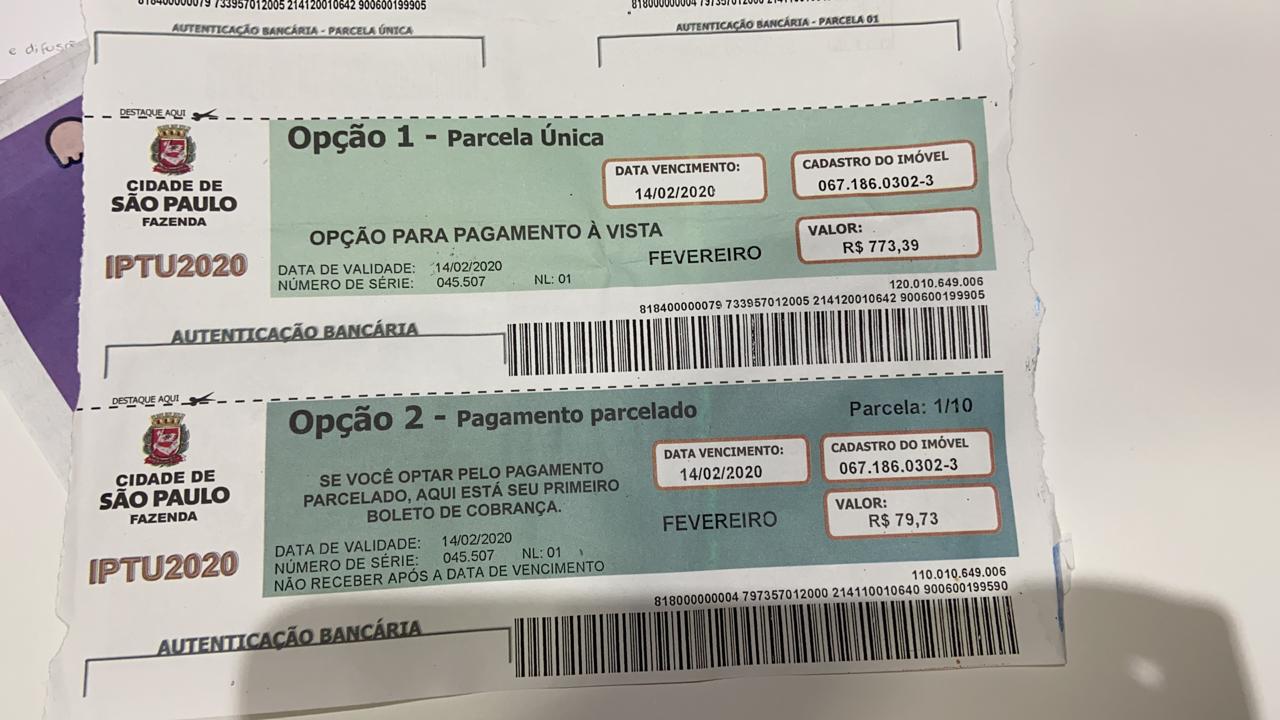 e difusã
818400000079 733957012005 214120010642 900600199905
818000000004 797357012000 214110010640 900600199590
AUTENTICAÇÃO BANCÁRIA - PARCELA ÚNICA
AUTENTICAÇÃO BANCÁRIA - PARCELA 01
DESTAQUE AQUI
CIDADE DE
SÃO PAULO
FAZENDA
IPTU2020
Opção 1 - Parcela Única
DATA VENCIMENTO:
14/02/2020
CADASTRO DO IMÓVEL
067.186.0302-3
OPÇÃO PARA PAGAMENTO À VISTA
FEVEREIRO
VALOR:
R$ 773,39
DATA DE VALIDADE: 14/02/2020
NÚMERO DE SÉRIE: 045.507 NL: 01
120.010.649.006
818400000079 733957012005 214120010642 900600199905
AUTENTICAÇÃO BANCÁRIA
DESTAQUE AQUI
CIDADE DE
SÃO PAULO
FAZENDA
IPTU2020
Opção 2 - Pagamento parcelado
Parcela: 1/10
DATA VENCIMENTO:
14/02/2020
CADASTRO DO IMÓVEL
067.186.0302-3
SE VOCÊ OPTAR PELO PAGAMENTO
PARCELADO, AQUI ESTÁ SEU PRIMEIRO
BOLETO DE COBRANÇA.
FEVEREIRO
VALOR:
R$ 79,73
DATA DE VALIDADE: 14/02/2020
NÚMERO DE SÉRIE: 045.507 NL: 01
NÃO RECEBER APÓS A DATA DE VENCIMENTO
110.010.649.006
818000000004 797357012000 214110010640 900600199590
AUTENTICAÇÃO BANCÁRIA